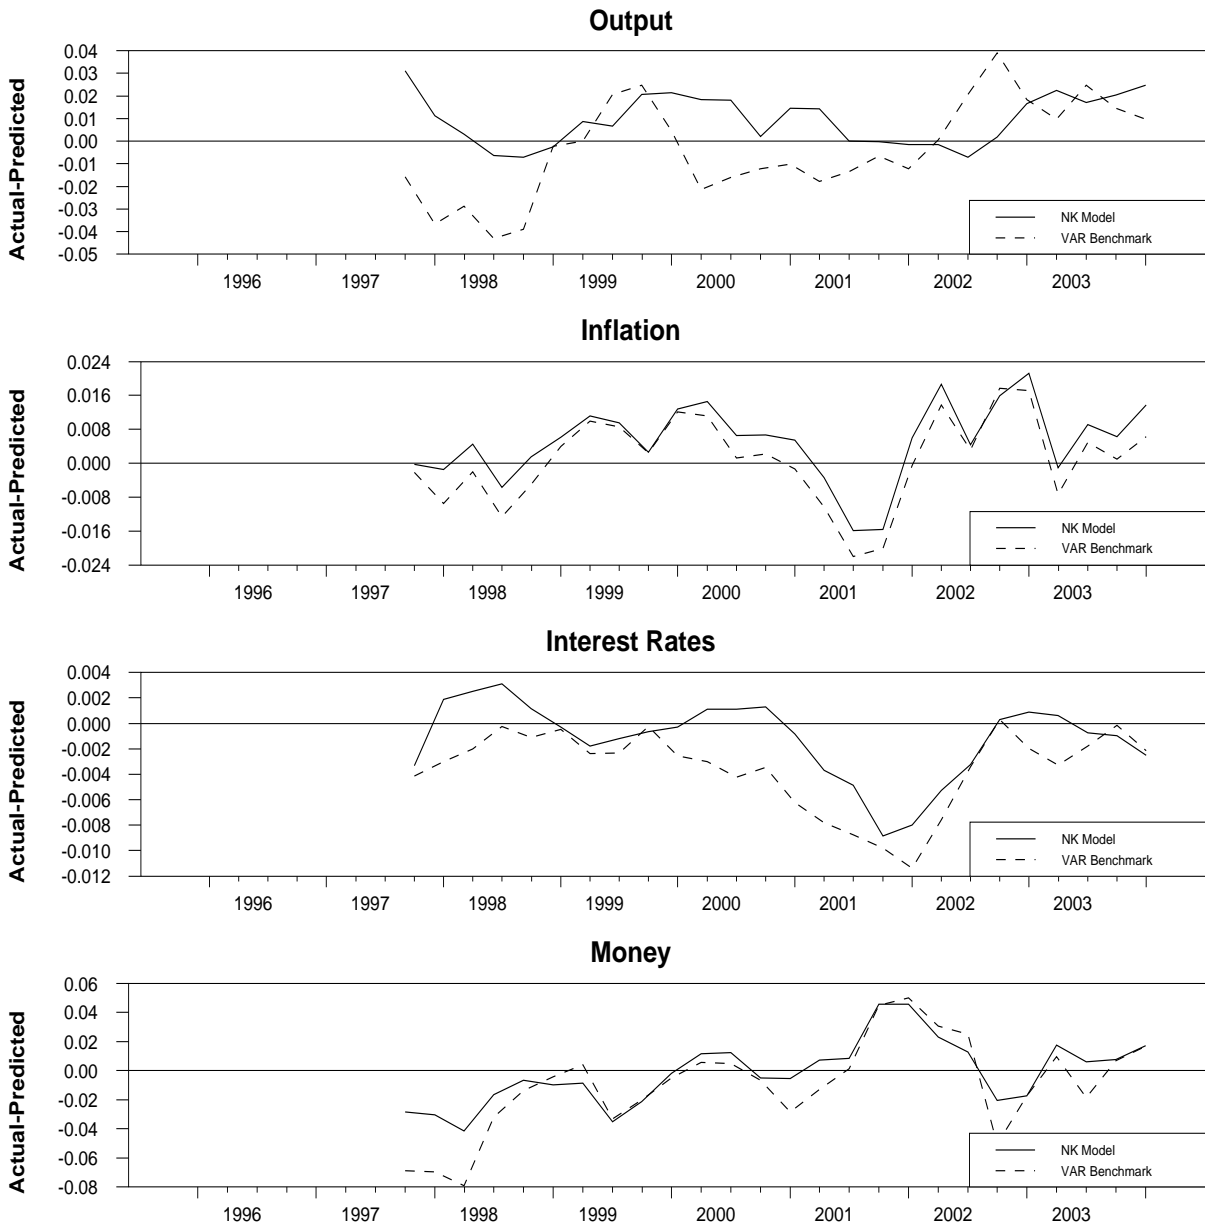 Output
Actual-Predicted
0.04
0.03
0.02
0.01
0.00
-0.01
-0.02
-0.03
-0.04
-0.05
NK Model
VAR Benchmark
1996 1997 1998 1999 2000 2001 2002 2003
Inflation
Actual-Predicted
0.024
0.016
0.008
0.000
-0.008
-0.016
-0.024
NK Model
VAR Benchmark
1996 1997 1998 1999 2000 2001 2002 2003
Interest Rates
Actual-Predicted
0.004
0.002
0.000
-0.002
-0.004
-0.006
-0.008
-0.010
-0.012
NK Model
VAR Benchmark
1996 1997 1998 1999 2000 2001 2002 2003
Money
Actual-Predicted
0.06
0.04
0.02
0.00
-0.02
-0.04
-0.06
-0.08
NK Model
VAR Benchmark
1996 1997 1998 1999 2000 2001 2002 2003